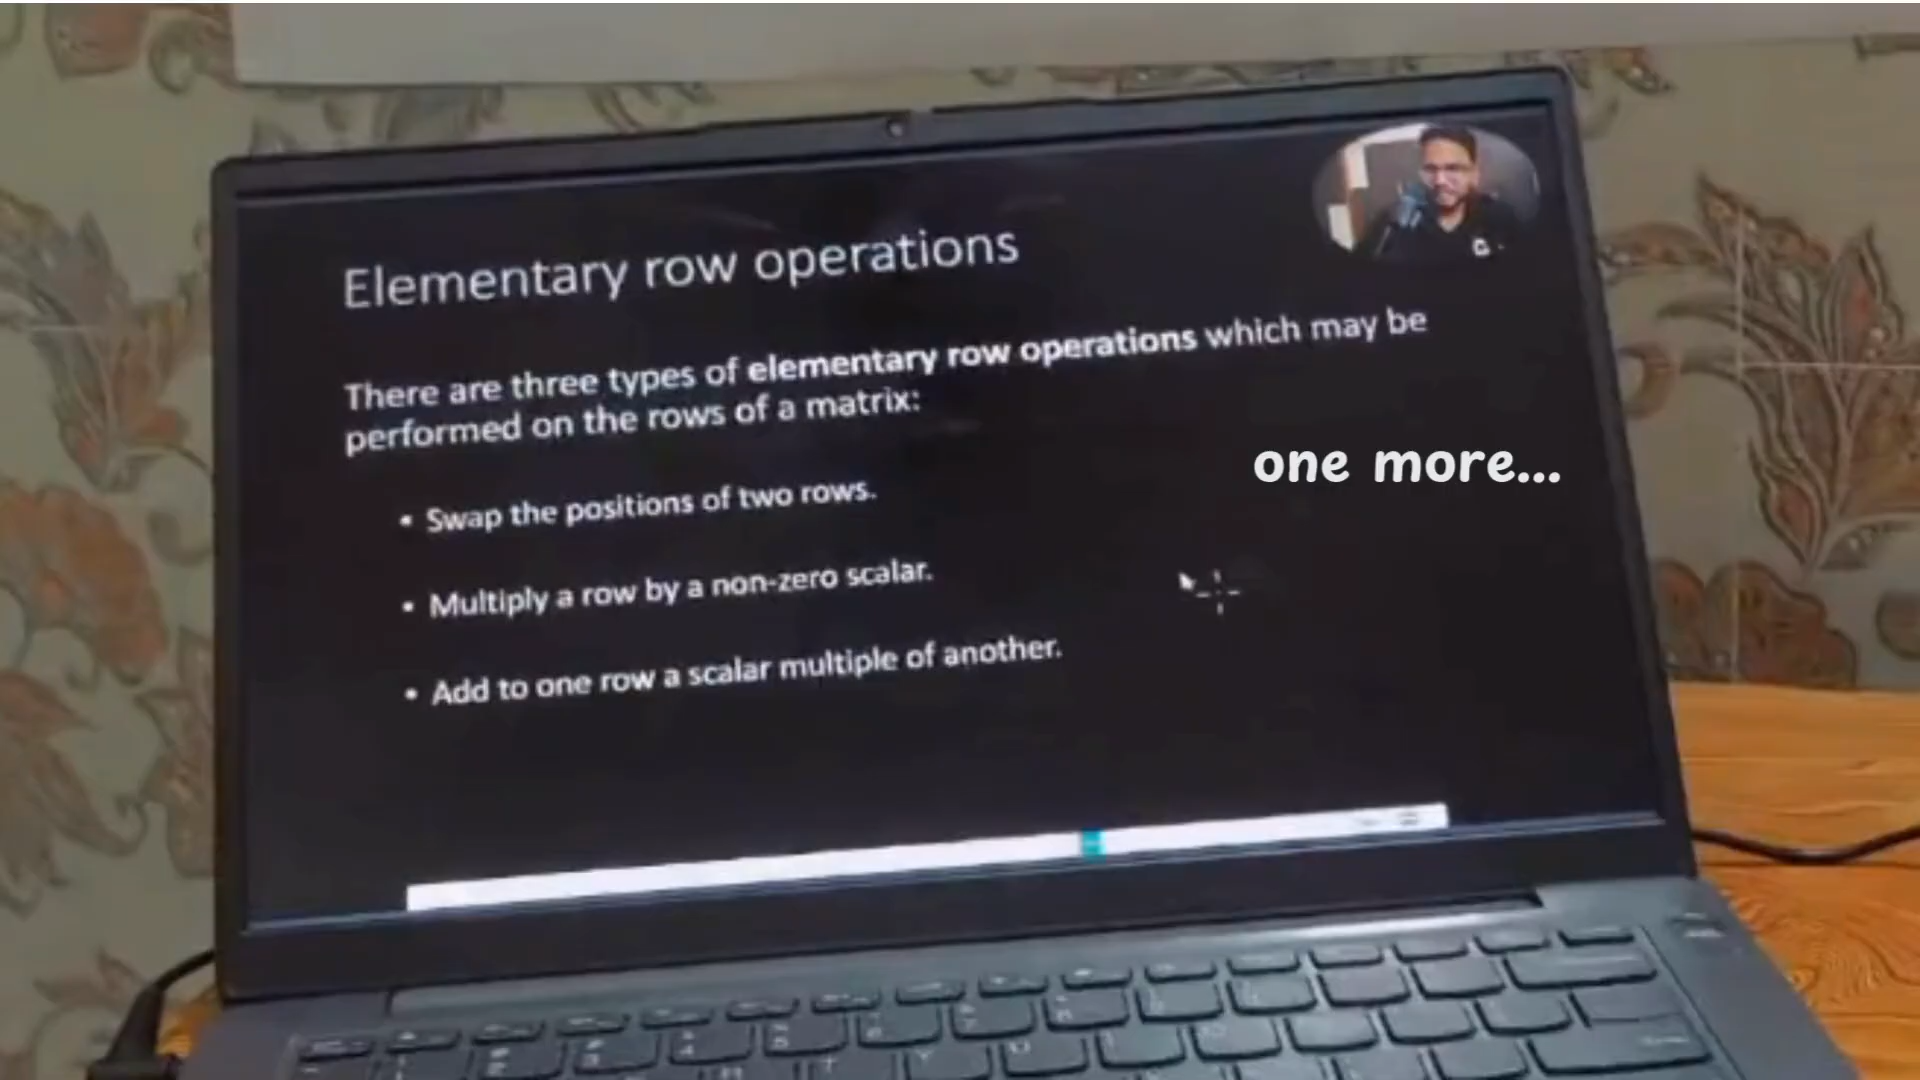 Elementary row operations
There are three types of elementary row operations which may be
performed on the rows of a matrix:
one more...
• Swap the positions of two rows.
• Multiply a row by a non-zero scalar.
• Add to one row a scalar multiple of another.